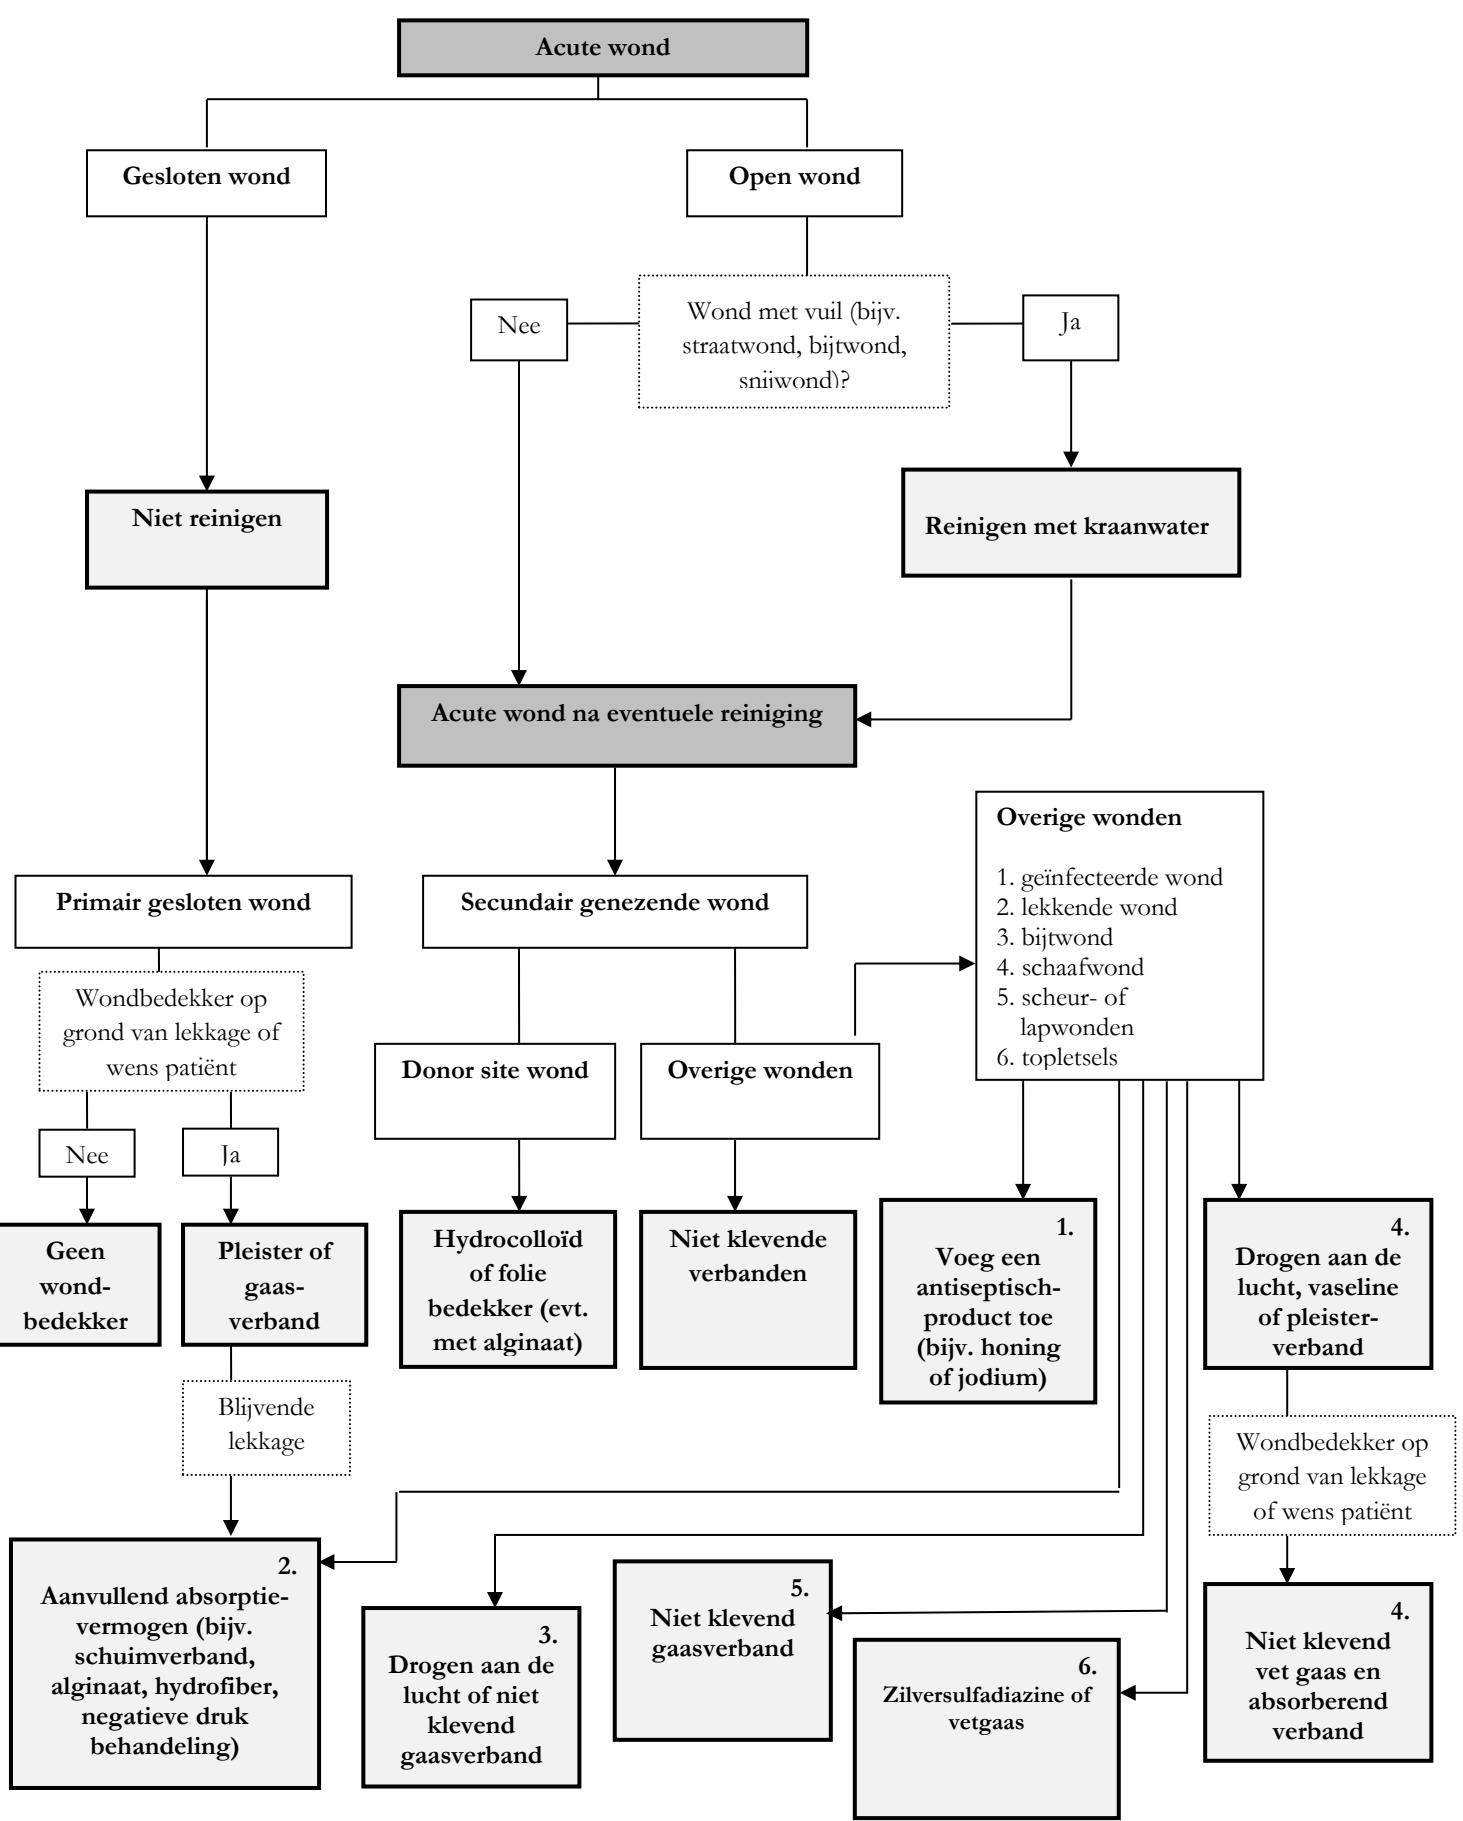 Acute wond
Gesloten wond
Open wond
Nee
Wond met vuil (bijv.
straatwond, bijtwond,
snijwond)?
Ja
Niet reinigen
Reinigen met kraanwater
Acute wond na eventuele reiniging
Overige wonden
1. geïnfecteerde wond
2. lekkende wond
3. bijtwond
4. schaafwond
5. scheur- of
lapwonden
6. topletsels
Primair gesloten wond
Secundair genezende wond
Wondbedekker op
grond van lekkage of
wens patiënt
Donor site wond
Overige wonden
Nee
Ja
Geen
wond-
bedekker
Pleister of
gaas-
verband
Hydrocolloïd
of folie
bedekker (evt.
met alginaat)
Niet klevende
verbanden
1.
Voeg een
antiseptisch-
product toe
(bijv. honing
of jodium)
4.
Drogen aan de
lucht, vaseline
of pleister-
verband
Blijvende
lekkage
Wondbedekker op
grond van lekkage
of wens patiënt
2.
Aanvullend absorptie-
vermogen (bijv.
schuimverband,
alginaat, hydrofiber,
negatieve druk
behandeling)
3.
Drogen aan de
lucht of niet
klevend
gaasverband
5.
Niet klevend
gaasverband
6.
Zilversulfadiazine of
vetgaas
4.
Niet klevend
vet gaas en
absorberend
verband